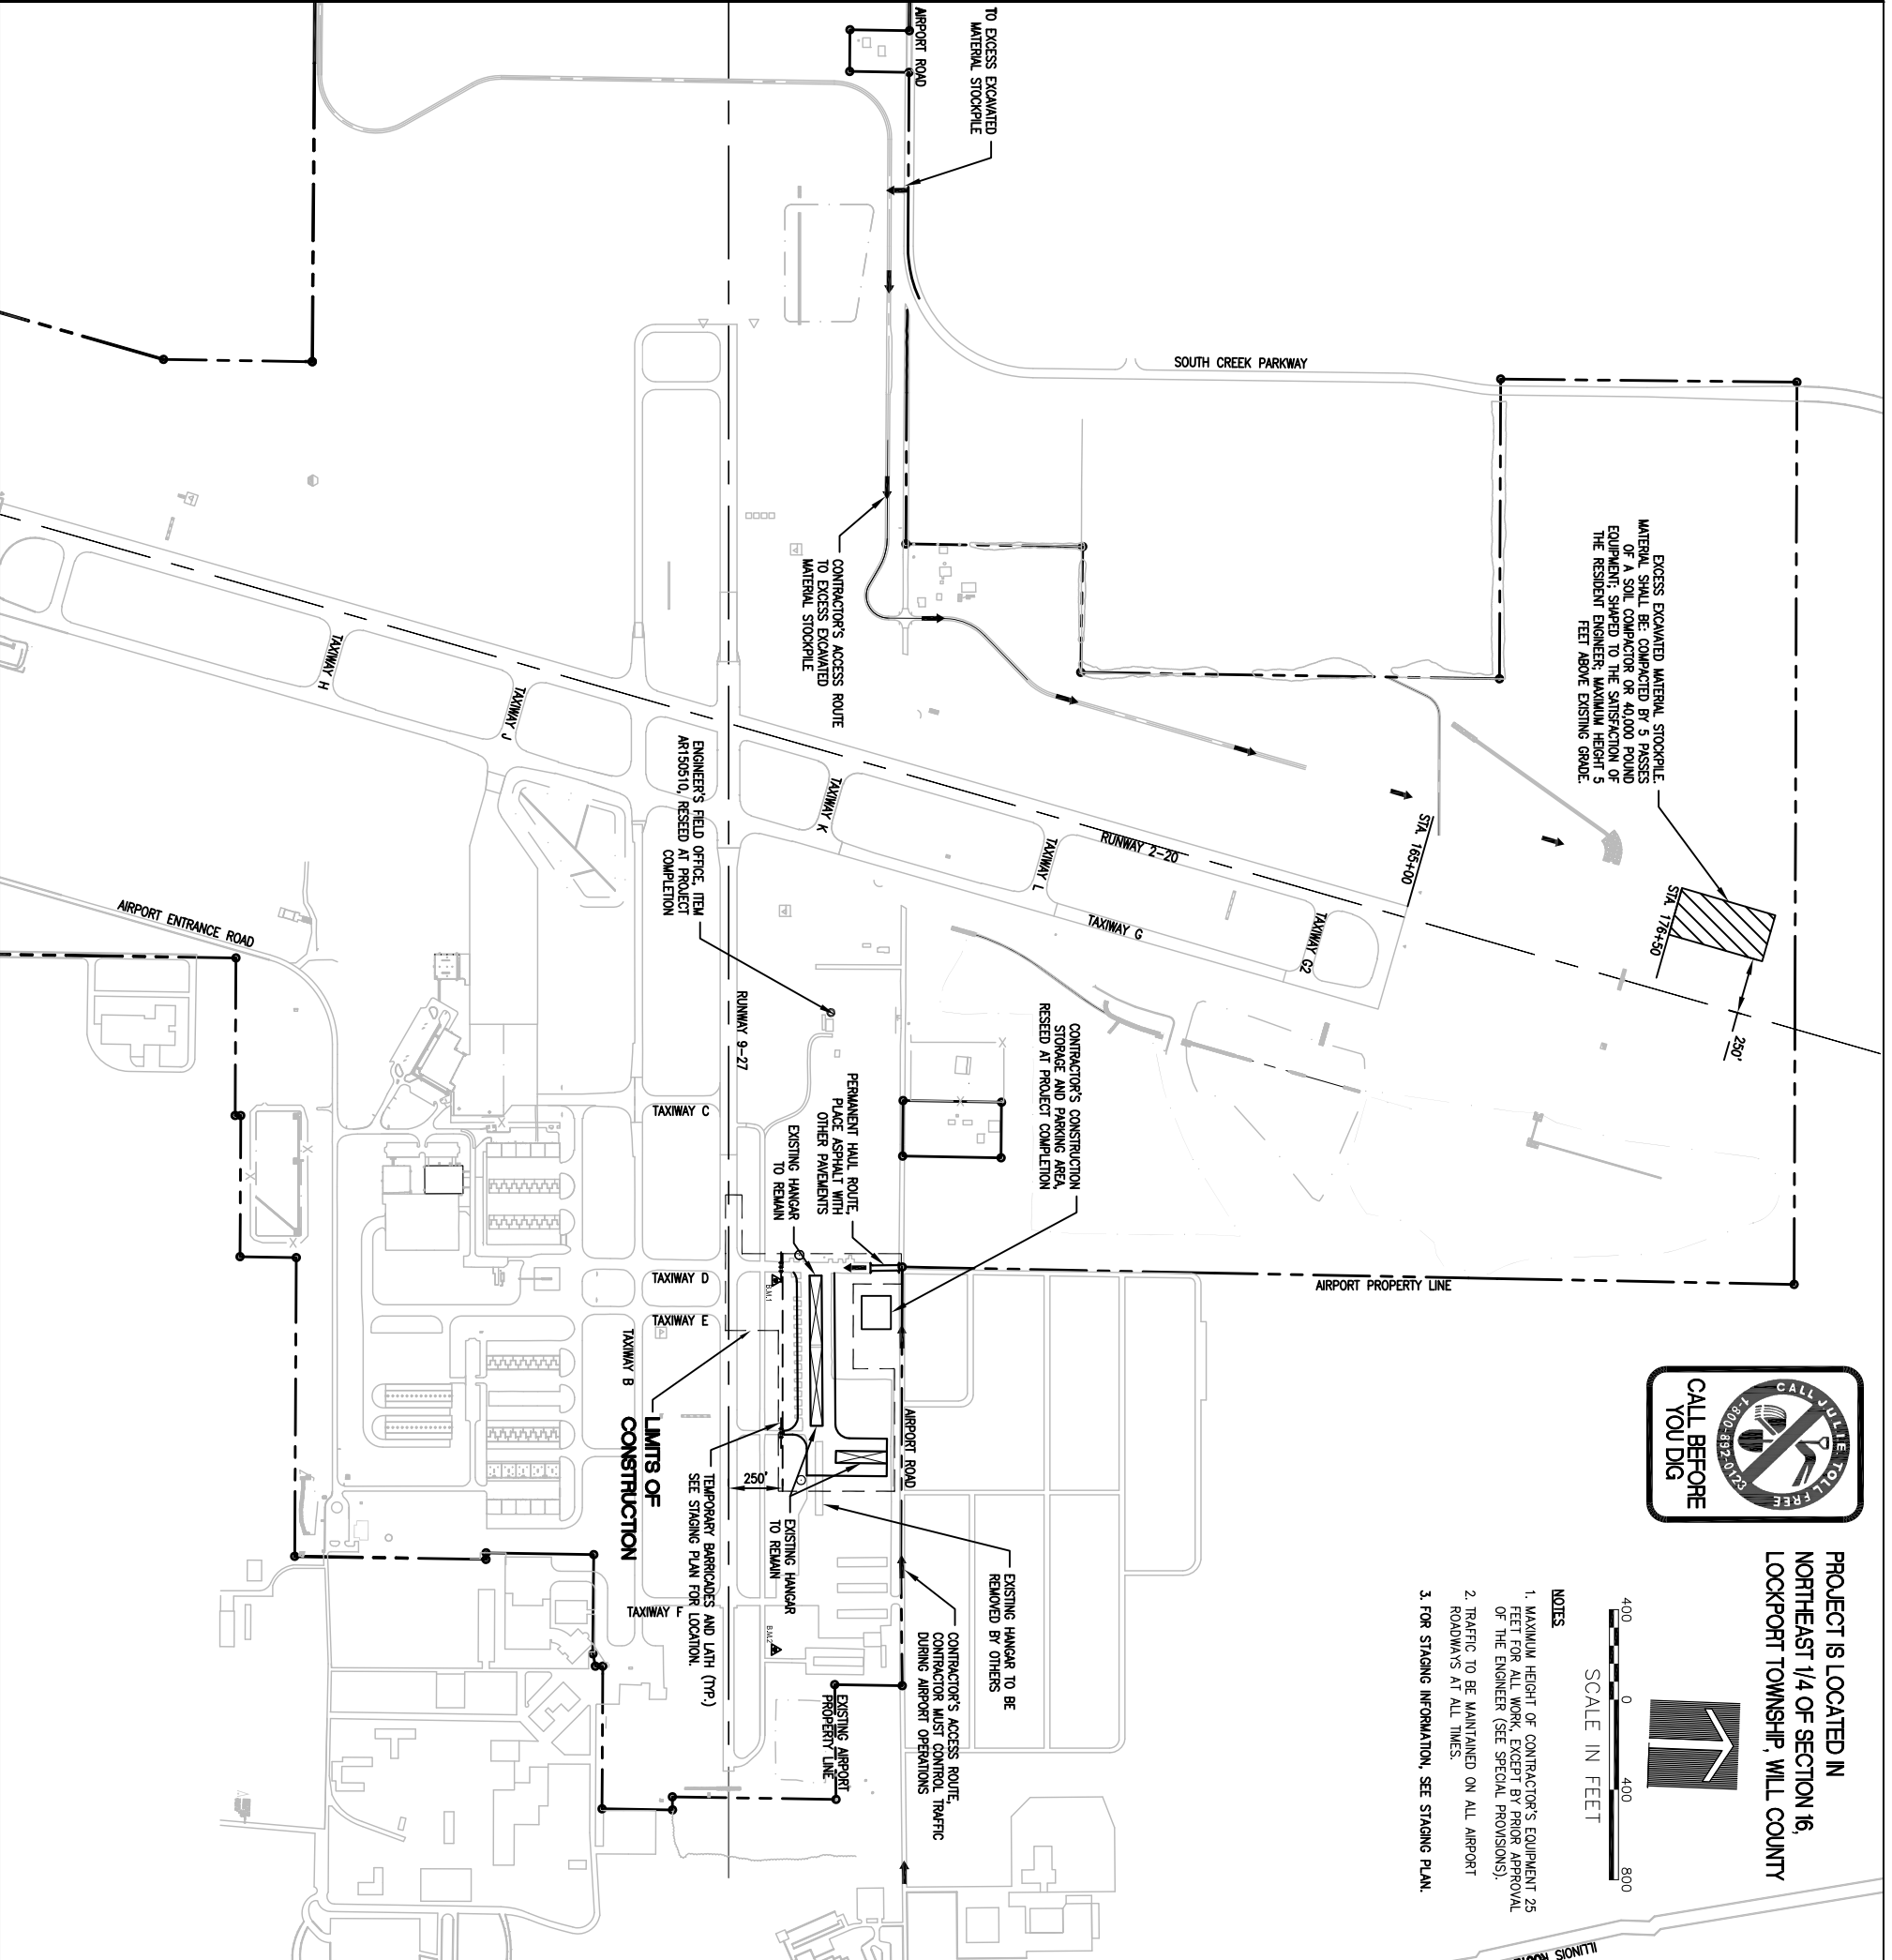 PROJECT IS LOCATED IN
NORTHEAST 1/4 OF SECTION 16,
LOCKPORT TOWNSHIP, WILL COUNTY
400 0 400 800
SCALE IN FEET
NOTES
1. MAXIMUM HEIGHT OF CONTRACTOR'S EQUIPMENT 25
FEET FOR ALL WORK, EXCEPT BY PRIOR APPROVAL
OF THE ENGINEER (SEE SPECIAL PROVISIONS).
2. TRAFFIC TO BE MAINTAINED ON ALL AIRPORT
ROADWAYS AT ALL TIMES.
3. FOR STAGING INFORMATION, SEE STAGING PLAN.
CALL JULIE TOLL FREE
1-800-892-0123
CALL BEFORE
YOU DIG
TO EXCESS EXCAVATED
MATERIAL STOCKPILE
AIRPORT ROAD
SOUTH CREEK PARKWAY
EXCESS EXCAVATED MATERIAL STOCKPILE.
MATERIAL SHALL BE: COMPACTED BY 5 PASSES
OF A SOIL COMPACTOR OR 40,000 POUND
EQUIPMENT; SHAPED TO THE SATISFACTION OF
THE RESIDENT ENGINEER; MAXIMUM HEIGHT 5
FEET ABOVE EXISTING GRADE.
STA. 165+00
STA. 176+50
250'
CONTRACTOR'S ACCESS ROUTE
TO EXCESS EXCAVATED
MATERIAL STOCKPILE
RUNWAY 2-20
TAXIWAY H
TAXIWAY J
TAXIWAY K
TAXIWAY L
TAXIWAY G
TAXIWAY G2
ENGINEER'S FIELD OFFICE, ITEM
AR150510, RESEED AT PROJECT
COMPLETION
AIRPORT ENTRANCE ROAD
RUNWAY 9-27
CONTRACTOR'S CONSTRUCTION
STORAGE AND PARKING AREA,
RESEED AT PROJECT COMPLETION
PERMANENT HAUL ROUTE,
PLACE ASPHALT WITH
OTHER PAVEMENTS
EXISTING HANGAR
TO REMAIN
TAXIWAY C
TAXIWAY D
TAXIWAY E
TAXIWAY B
B.M.1
AIRPORT PROPERTY LINE
AIRPORT ROAD
LIMITS OF
CONSTRUCTION
250'
TEMPORARY BARRICADES AND LATH (TYP.)
SEE STAGING PLAN FOR LOCATION.
EXISTING HANGAR
TO REMAIN
EXISTING HANGAR TO BE
REMOVED BY OTHERS
CONTRACTOR'S ACCESS ROUTE,
CONTRACTOR MUST CONTROL TRAFFIC
DURING AIRPORT OPERATIONS
TAXIWAY F
B.M.2
EXISTING AIRPORT
PROPERTY LINE
ILLINOIS